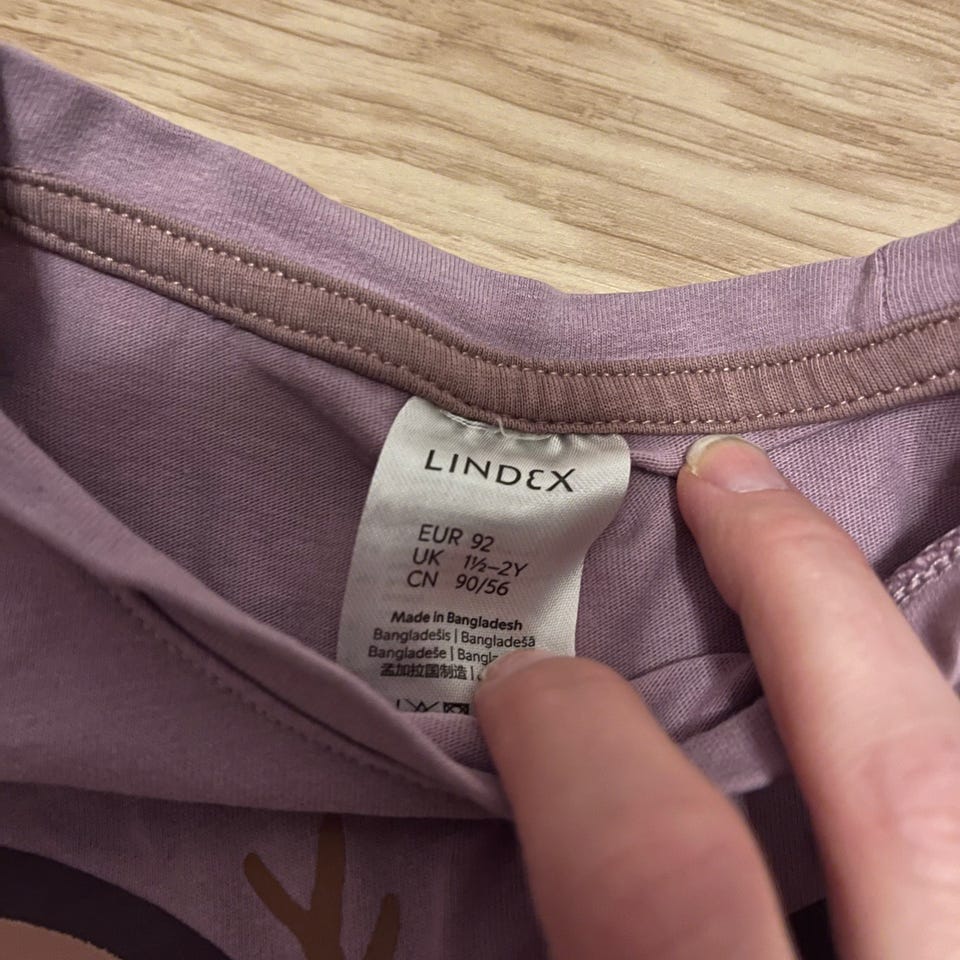 LINDEX
EUR 92
UK 1½–2Y
CN 90/56
Made in Bangladesh
Bangladešis | Bangladešā
Bangladeše |
孟加拉国制造 |